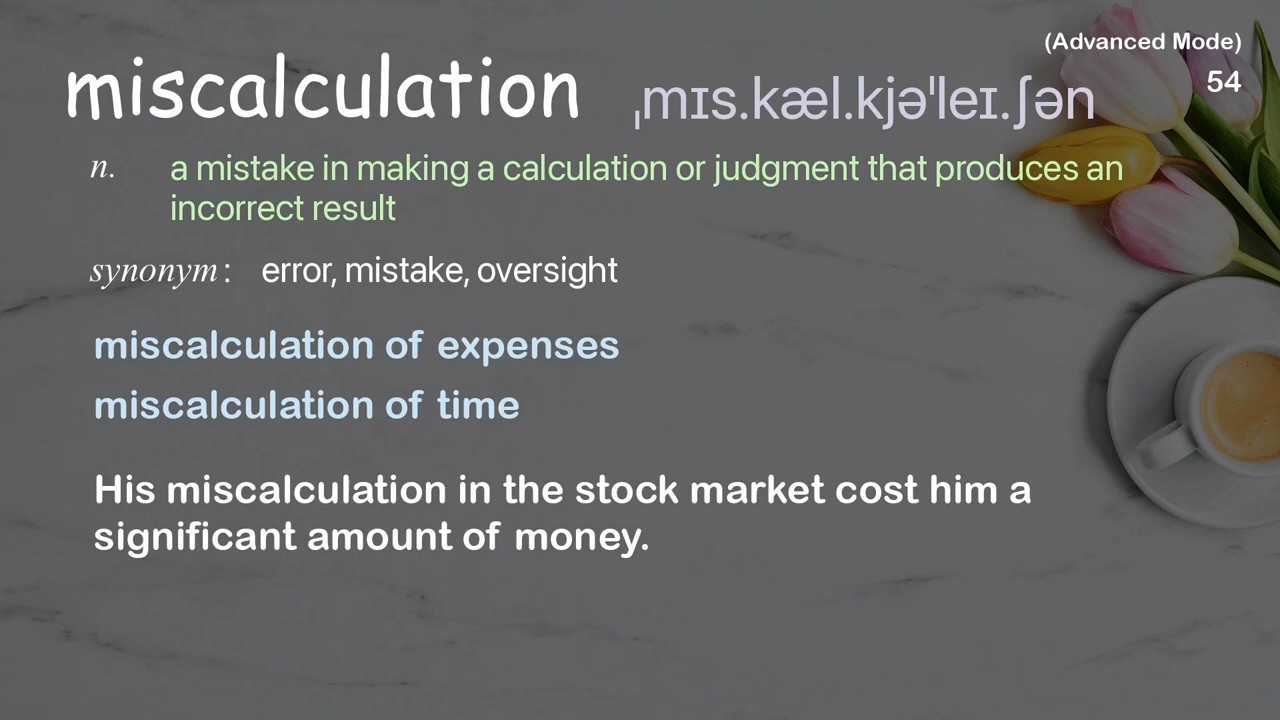 (Advanced Mode)
54
miscalculation ˌmɪs.kæl.kjəˈleɪ.ʃən
n. a mistake in making a calculation or judgment that produces an
incorrect result
synonym: error, mistake, oversight
miscalculation of expenses
miscalculation of time
His miscalculation in the stock market cost him a
significant amount of money.